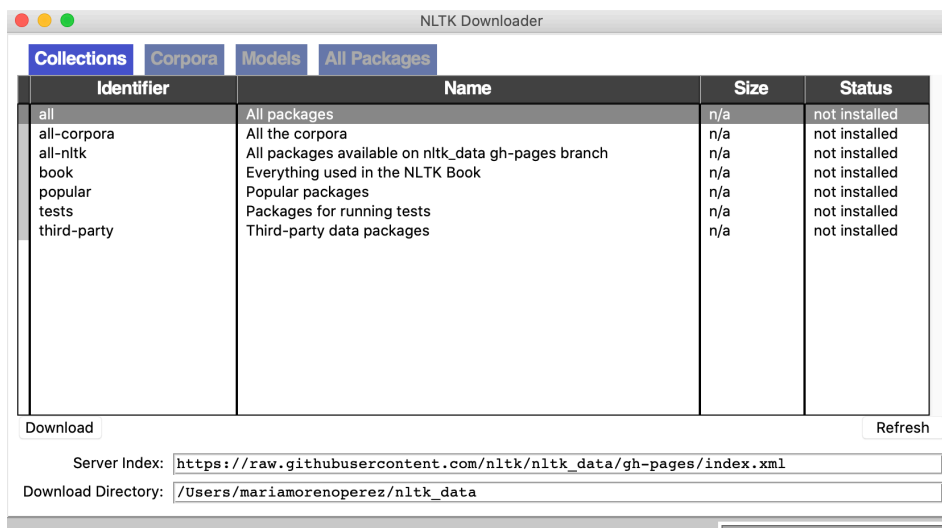 NLTK Downloader
Collections Corpora Models All Packages
Identifier Name Size Status
all All packages n/a not installed
all-corpora All the corpora n/a not installed
all-nltk All packages available on nltk_data gh-pages branch n/a not installed
book Everything used in the NLTK Book n/a not installed
popular Popular packages n/a not installed
tests Packages for running tests n/a not installed
third-party Third-party data packages n/a not installed
Download Refresh
Server Index: https://raw.githubusercontent.com/nltk/nltk_data/gh-pages/index.xml
Download Directory: /Users/mariamorenoperez/nltk_data